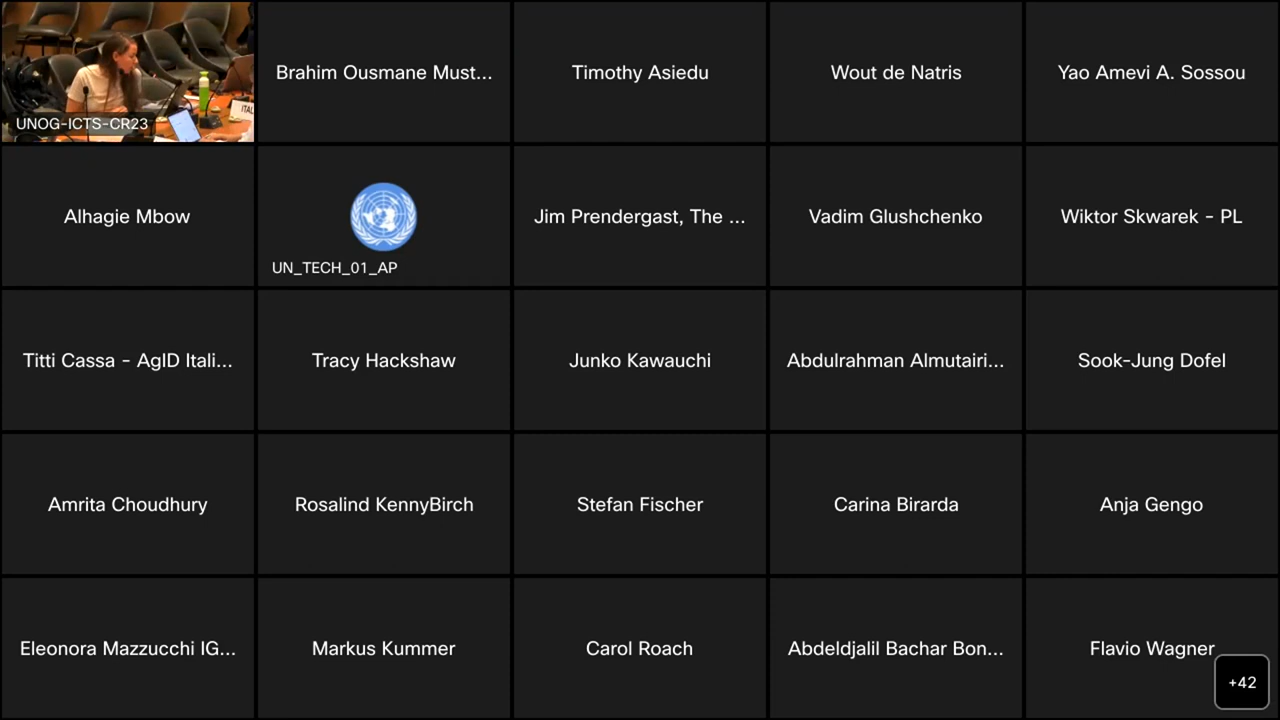 UNOG-ICTS-CR23
ITAL
Brahim Ousmane Must...
Timothy Asiedu
Wout de Natris
Yao Amevi A. Sossou
Alhagie Mbow
UN_TECH_01_AP
Jim Prendergast, The ...
Vadim Glushchenko
Wiktor Skwarek - PL
Titti Cassa - AgID Itali...
Tracy Hackshaw
Junko Kawauchi
Abdulrahman Almutairi...
Sook-Jung Dofel
Amrita Choudhury
Rosalind KennyBirch
Stefan Fischer
Carina Birarda
Anja Gengo
Eleonora Mazzucchi IG...
Markus Kummer
Carol Roach
Abdeldjalil Bachar Bon...
Flavio Wagner
+42